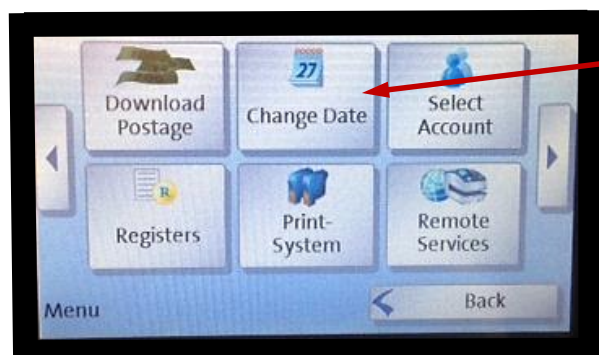 Download
Postage
27
Change Date
Select
Account
R
Registers
Print-
System
Remote
Services
Menu
Back